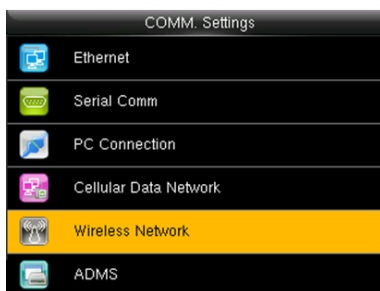 COMM. Settings
Ethernet
Serial Comm
PC Connection
Cellular Data Network
Wireless Network
ADMS